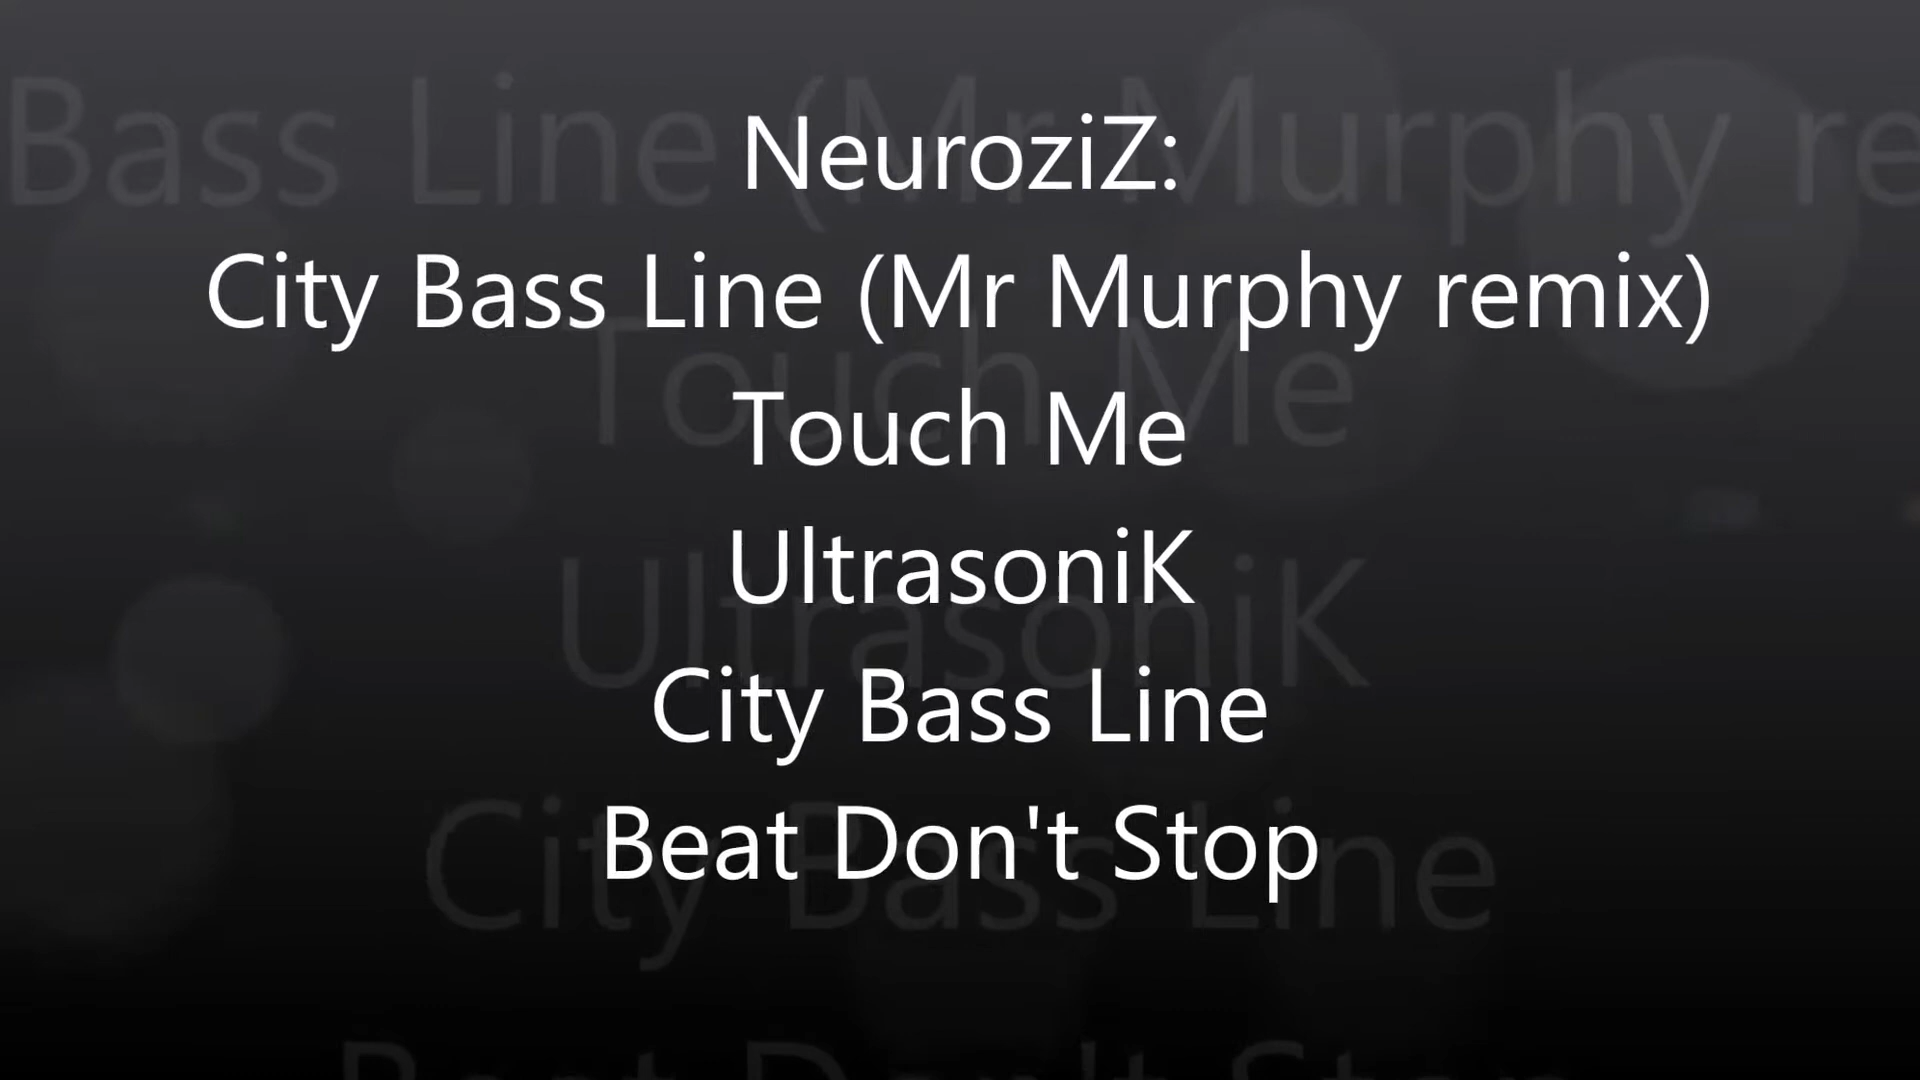 NeuroziZ:
City Bass Line (Mr Murphy remix)
Touch Me
UltrasoniK
City Bass Line
Beat Don't Stop